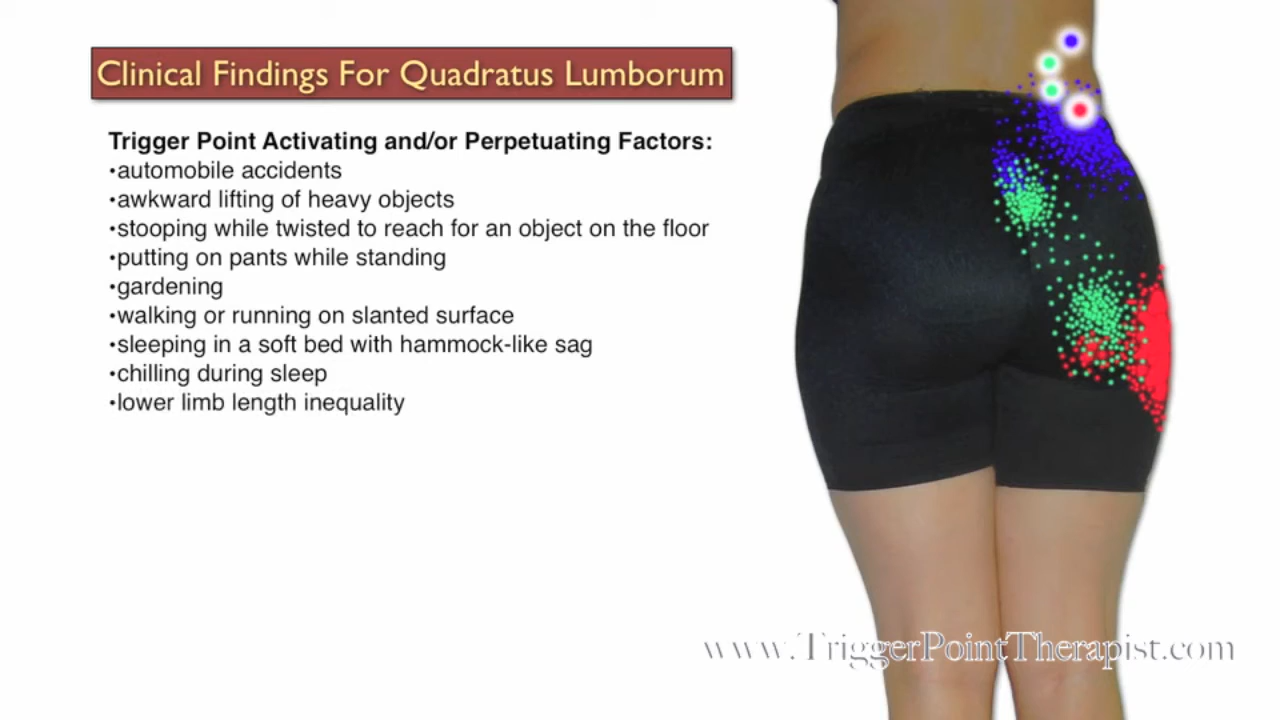 Clinical Findings For Quadratus Lumborum
Trigger Point Activating and/or Perpetuating Factors:
•automobile accidents
•awkward lifting of heavy objects
•stooping while twisted to reach for an object on the floor
•putting on pants while standing
•gardening
•walking or running on slanted surface
•sleeping in a soft bed with hammock-like sag
•chilling during sleep
•lower limb length inequality
www.TriggerPointTherapist.com